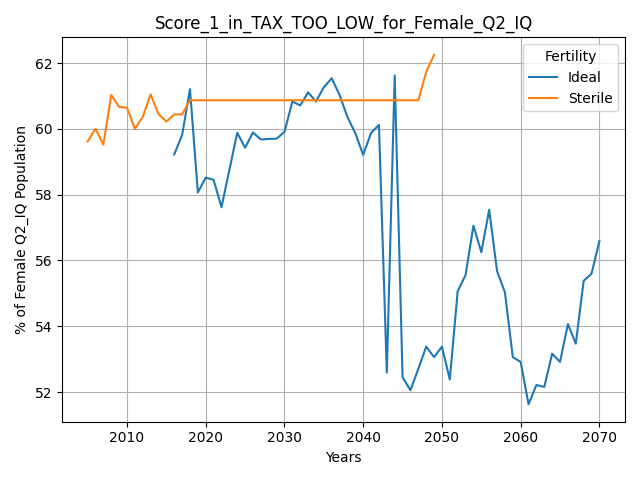 Score_1_in_TAX_TOO_LOW_for_Female_Q2_IQ
Fertility
Ideal
Sterile
% of Female Q2_IQ Population
62
60
58
56
54
52
2010 2020 2030 2040 2050 2060 2070
Years